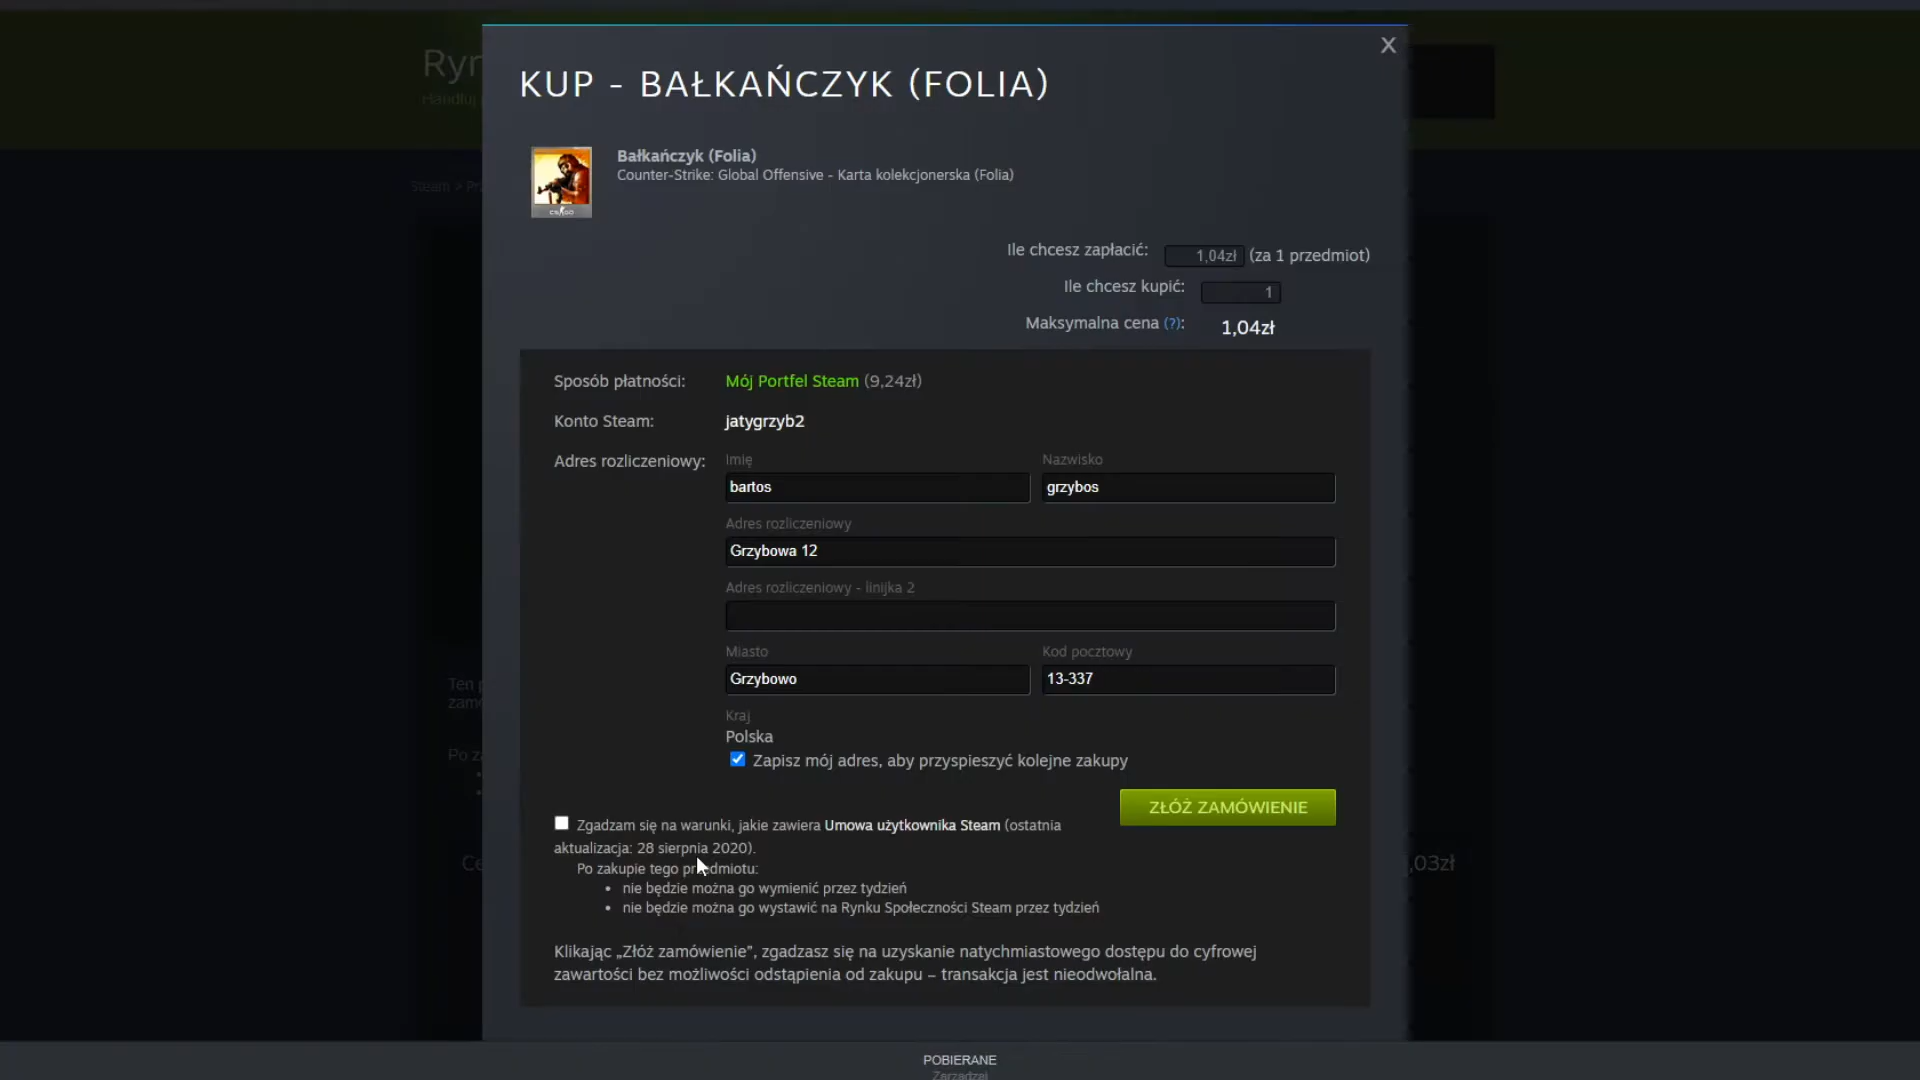 X
KUP - BAŁKAŃCZYK (FOLIA)
Bałkańczyk (Folia)
Counter-Strike: Global Offensive - Karta kolekcjonerska (Folia)
Ile chcesz zapłacić: 1,04zł (za 1 przedmiot)
Ile chcesz kupić: 1
Maksymalna cena (?): 1,04zł
Sposób płatności: Mój Portfel Steam (9,24zł)
Konto Steam: jatygrzyb2
Adres rozliczeniowy: Imię Nazwisko
bartos grzybos
Adres rozliczeniowy
Grzybowa 12
Adres rozliczeniowy - linijka 2
Miasto Kod pocztowy
Grzybowo 13-337
Kraj
Polska
Zapisz mój adres, aby przyspieszyć kolejne zakupy
ZŁÓŻ ZAMÓWIENIE
Zgadzam się na warunki, jakie zawiera Umowa użytkownika Steam (ostatnia
aktualizacja: 28 sierpnia 2020).
Po zakupie tego przedmiotu:
• nie będzie można go wymienić przez tydzień
• nie będzie można go wystawić na Rynku Społeczności Steam przez tydzień
Klikając „Złóż zamówienie”, zgadzasz się na uzyskanie natychmiastowego dostępu do cyfrowej
zawartości bez możliwości odstąpienia od zakupu – transakcja jest nieodwołalna.
,03zł
POBIERANE
Zarządzaj